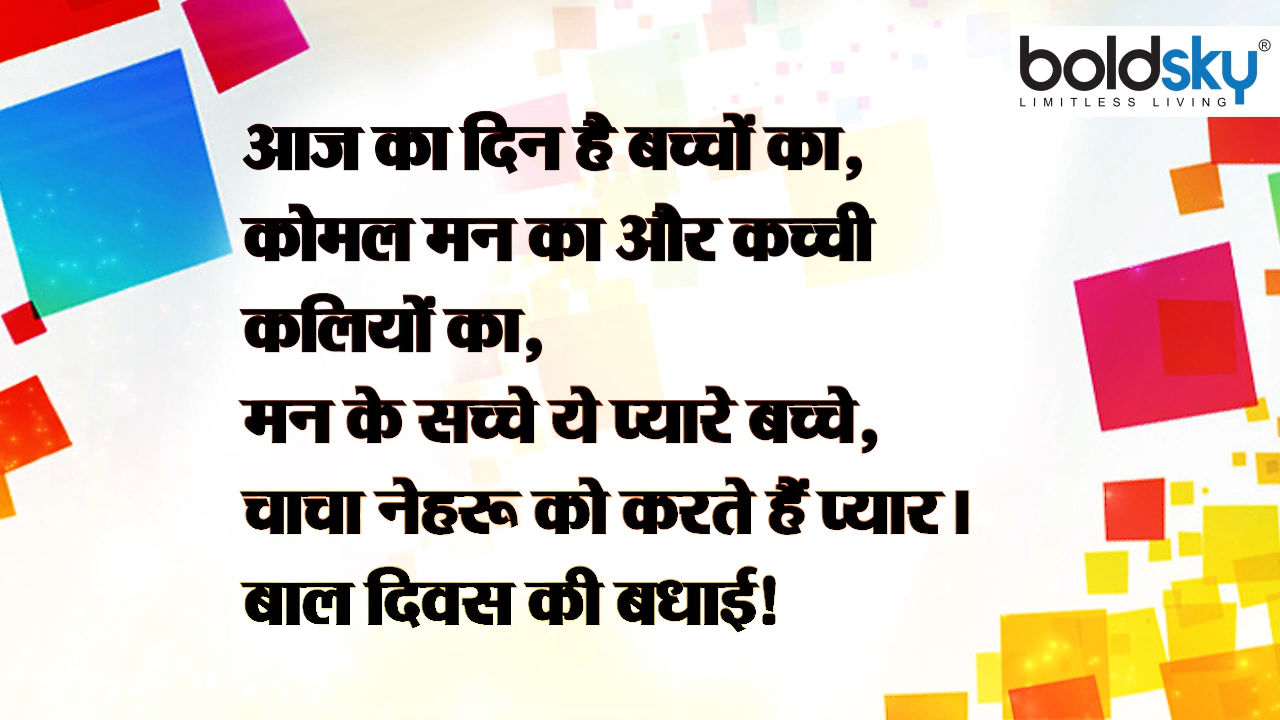 boldsky®
LIMITLESS LIVING
आज का दिन है बच्चों का,
कोमल मन का और कच्ची
कलियों का,
मन के सच्चे ये प्यारे बच्चे,
चाचा नेहरू को करते हैं प्यार।
बाल दिवस की बधाई!